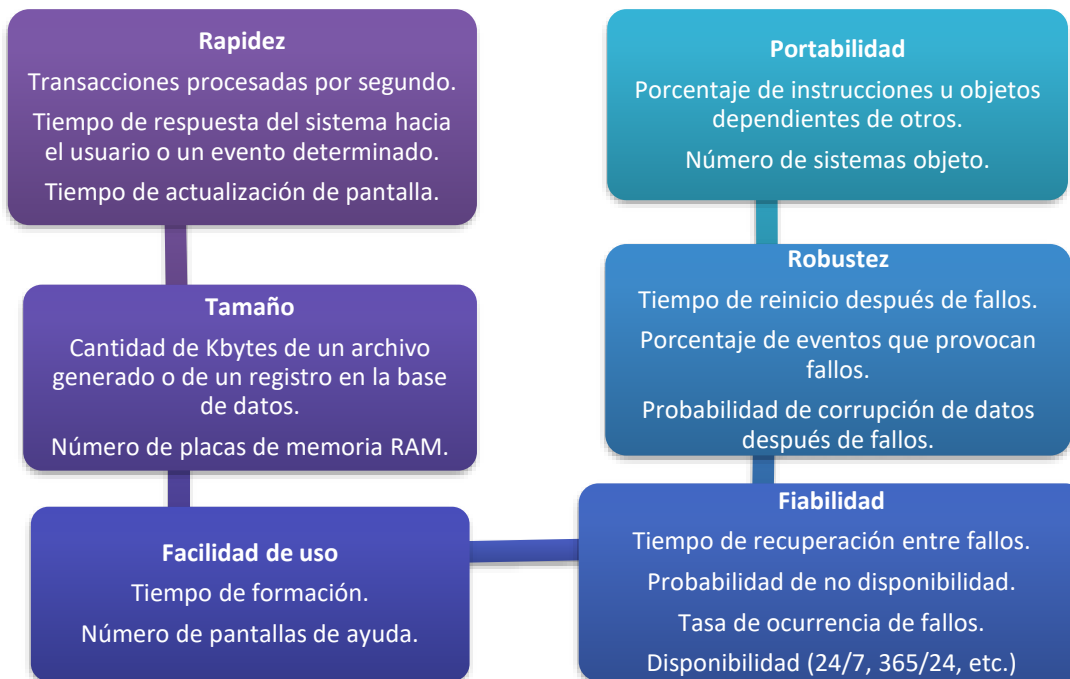 Rapidez
Transacciones procesadas por segundo.
Tiempo de respuesta del sistema hacia
el usuario o un evento determinado.
Tiempo de actualización de pantalla.
Tamaño
Cantidad de Kbytes de un archivo
generado o de un registro en la base
de datos.
Número de placas de memoria RAM.
Facilidad de uso
Tiempo de formación.
Número de pantallas de ayuda.
Fiabilidad
Tiempo de recuperación entre fallos.
Probabilidad de no disponibilidad.
Tasa de ocurrencia de fallos.
Disponibilidad (24/7, 365/24, etc.)
Robustez
Tiempo de reinicio después de fallos.
Porcentaje de eventos que provocan
fallos.
Probabilidad de corrupción de datos
después de fallos.
Portabilidad
Porcentaje de instrucciones u objetos
dependientes de otros.
Número de sistemas objeto.